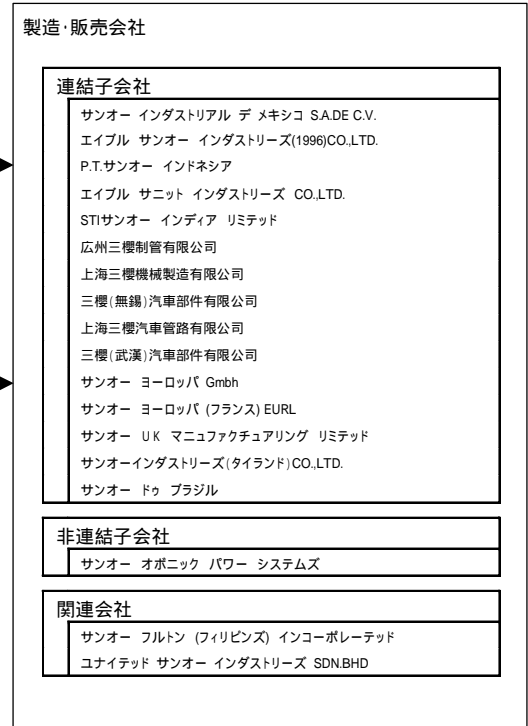 製造・販売会社
連結子会社
サンオー インダストリアル デ メキシコ S.A.DE C.V.
エイブル サンオー インダストリーズ(1996)CO.,LTD.
P.T.サンオー インドネシア
エイブル サニット インダストリーズ CO.,LTD.
STIサンオー インディア リミテッド
広州三櫻制管有限公司
上海三櫻機械製造有限公司
三櫻(無錫)汽車部件有限公司
上海三櫻汽車管路有限公司
三櫻(武漢)汽車部件有限公司
サンオー ヨーロッパ Gmbh
サンオー ヨーロッパ (フランス) EURL
サンオー UK マニュファクチュアリング リミテッド
サンオーインダストリーズ(タイランド)CO.,LTD.
サンオー ドゥ ブラジル
非連結子会社
サンオー オボニック パワー システムズ
関連会社
サンオー フルトン (フィリピンズ) インコーポレーテッド
ユナイテッド サンオー インダストリーズ SDN.BHD